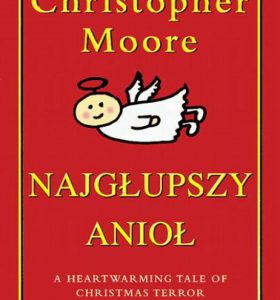 Christopher
Moore
NAJGŁUPSZY
ANIOŁ
A HEARTWARMING TALE OF
CHRISTMAS TERROR